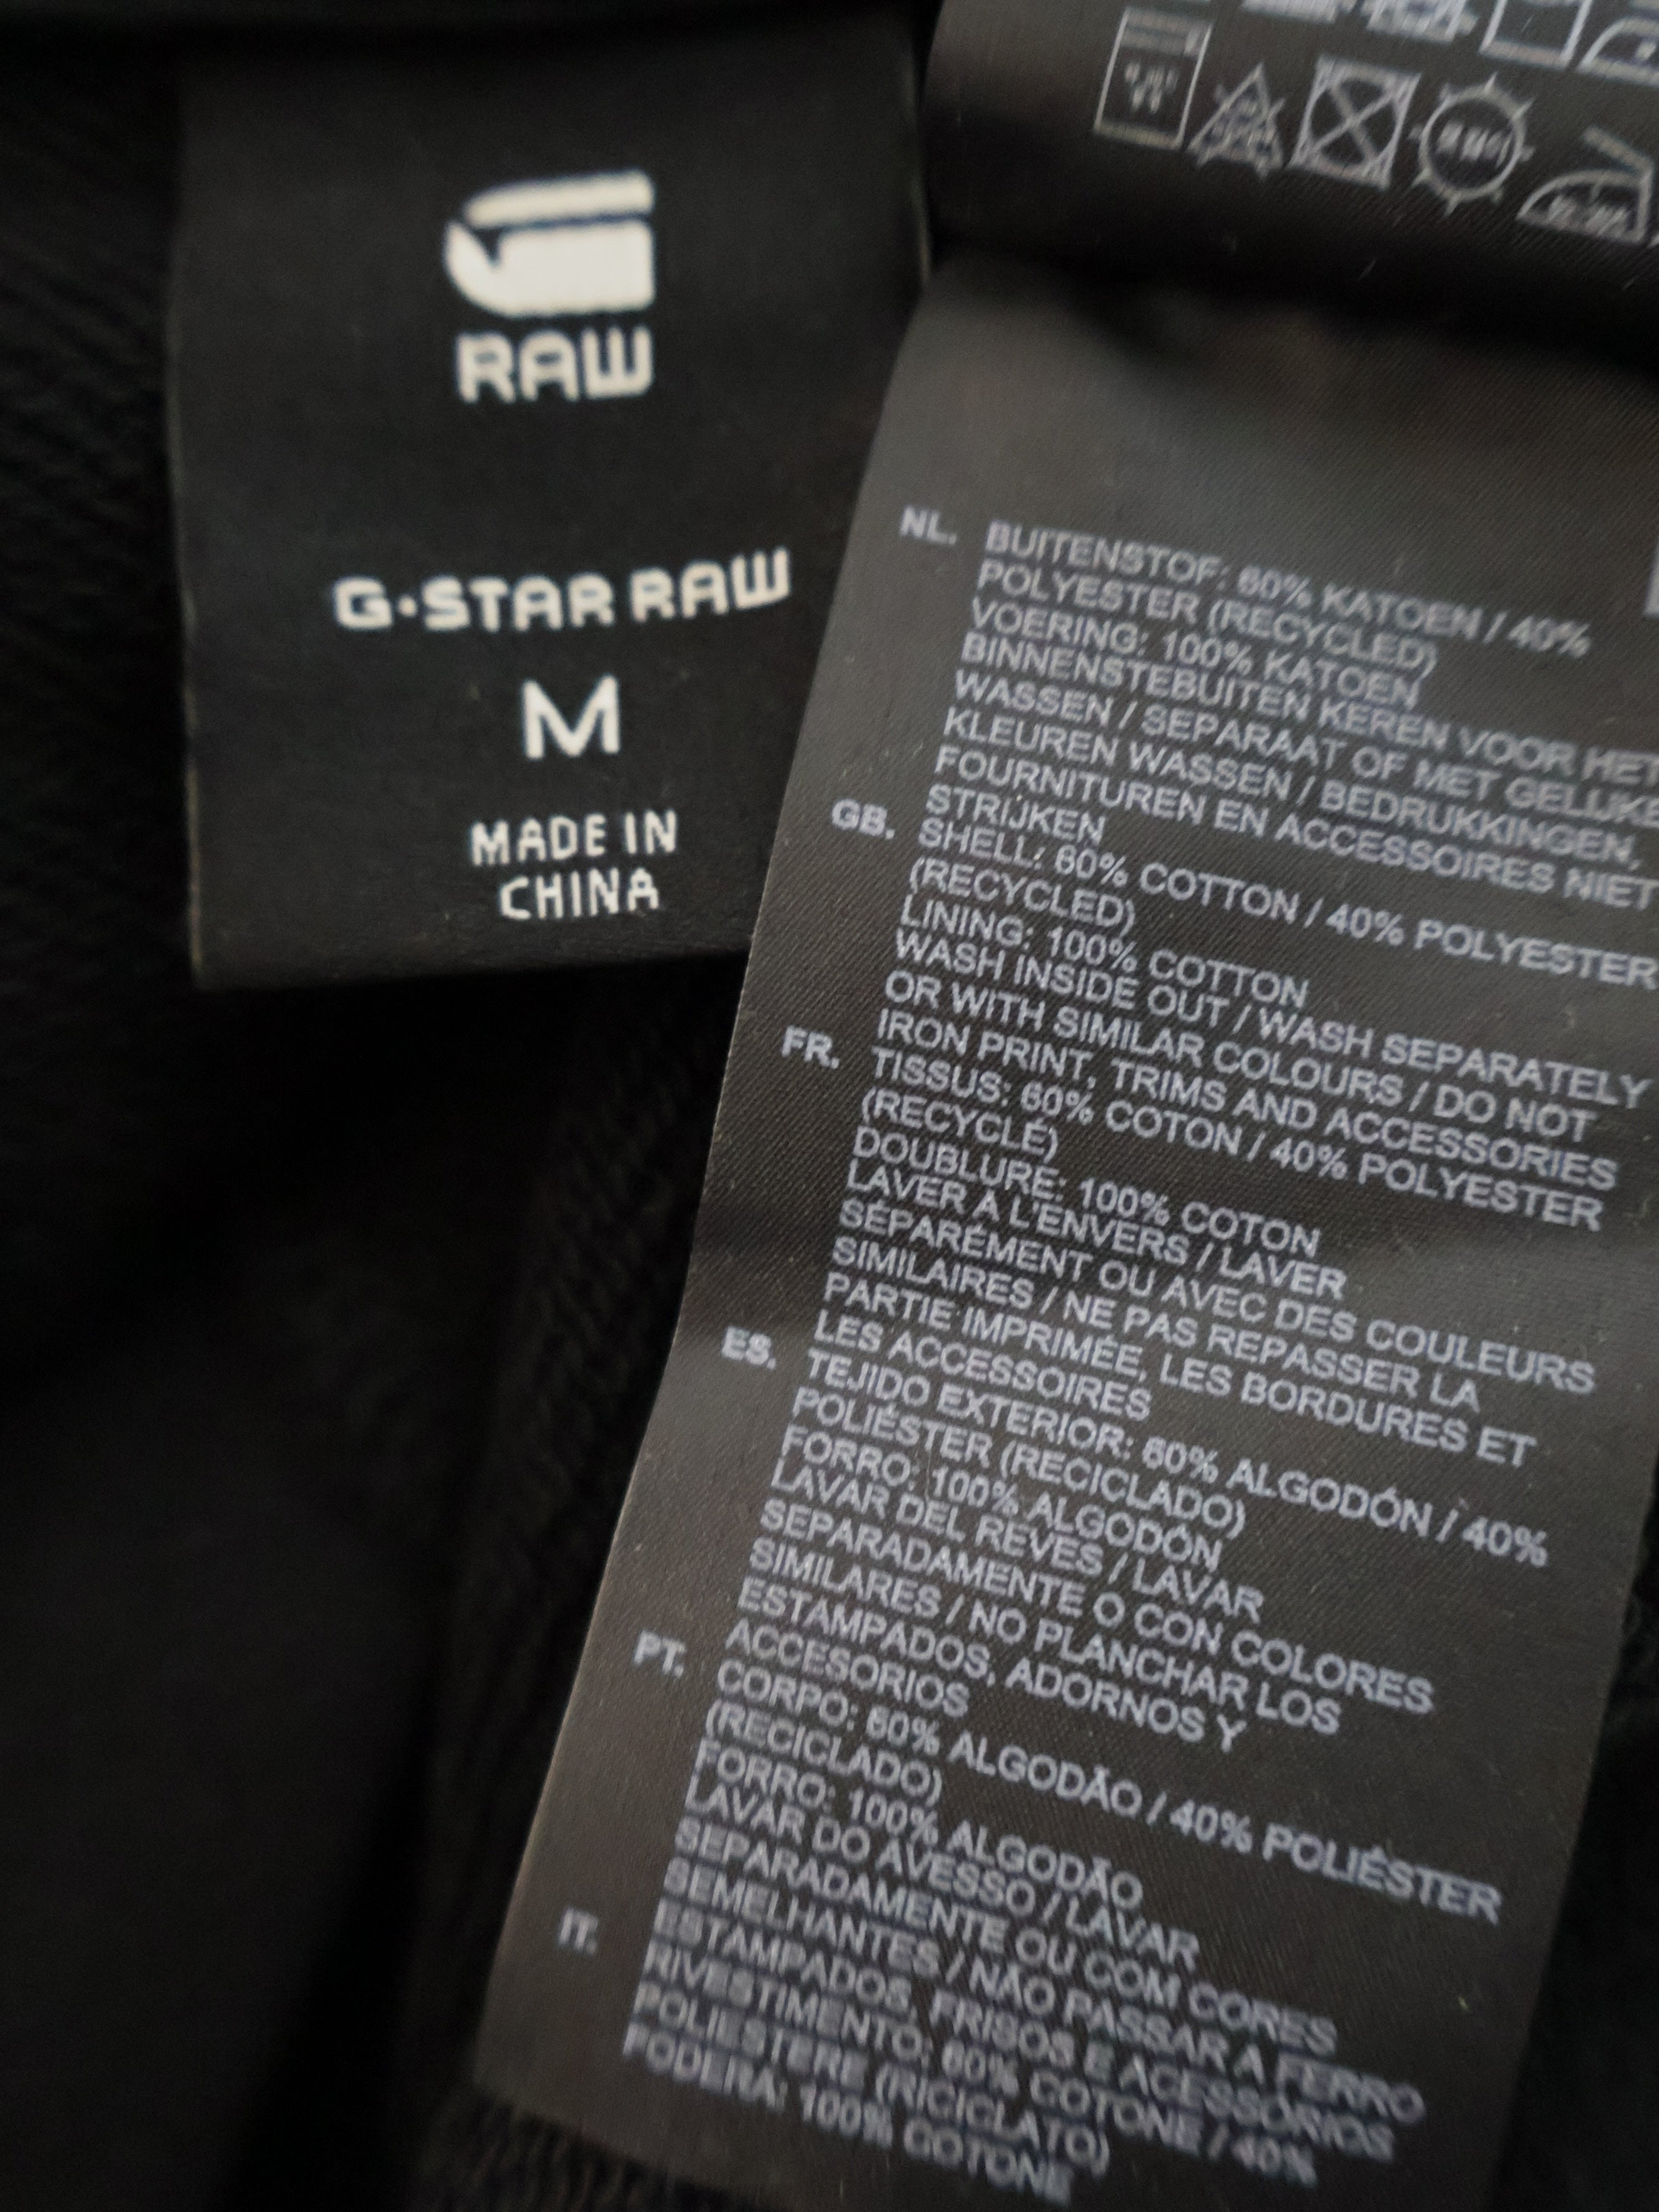 RAW
G·STAR RAW
M
MADE IN
CHINA
NL. BUITENSTOF: 60% KATOEN / 40%
POLYESTER (RECYCLED)
VOERING: 100% KATOEN
BINNENSTEBUITEN KEREN VOOR HET
WASSEN / SEPARAAT OF MET GELIJKE
KLEUREN WASSEN / BEDRUKKINGEN,
FOURNITUREN EN ACCESSOIRES NIET
STRIJKEN
GB. SHELL: 60% COTTON / 40% POLYESTER
(RECYCLED)
LINING: 100% COTTON
WASH INSIDE OUT / WASH SEPARATELY
OR WITH SIMILAR COLOURS / DO NOT
IRON PRINT, TRIMS AND ACCESSORIES
FR. TISSUS: 60% COTON / 40% POLYESTER
(RECYCLÉ)
DOUBLURE: 100% COTON
LAVER A L'ENVERS / LAVER
SÉPARÉMENT OU AVEC DES COULEURS
SIMILAIRES / NE PAS REPASSER LA
PARTIE IMPRIMÉE, LES BORDURES ET
LES ACCESSOIRES
ES. TEJIDO EXTERIOR: 60% ALGODÓN / 40%
POLIÉSTER (RECICLADO)
FORRO: 100% ALGODÓN
LAVAR DEL REVES / LAVAR
SEPARADAMENTE O CON COLORES
SIMILARES / NO PLANCHAR LOS
ESTAMPADOS, ADORNOS Y
ACCESORIOS
PT. CORPO: 60% ALGODÃO / 40% POLIÉSTER
(RECICLADO)
FORRO: 100% ALGODÃO
LAVAR DO AVESSO / LAVAR
SEPARADAMENTE OU COM CORES
SEMELHANTES / NÃO PASSAR A FERRO
ESTAMPADOS, FRISOS E ACESSÓRIOS
IT. RIVESTIMENTO: 60% COTONE / 40%
POLIESTERE (RICICLATO)
FODERA: 100% COTONE